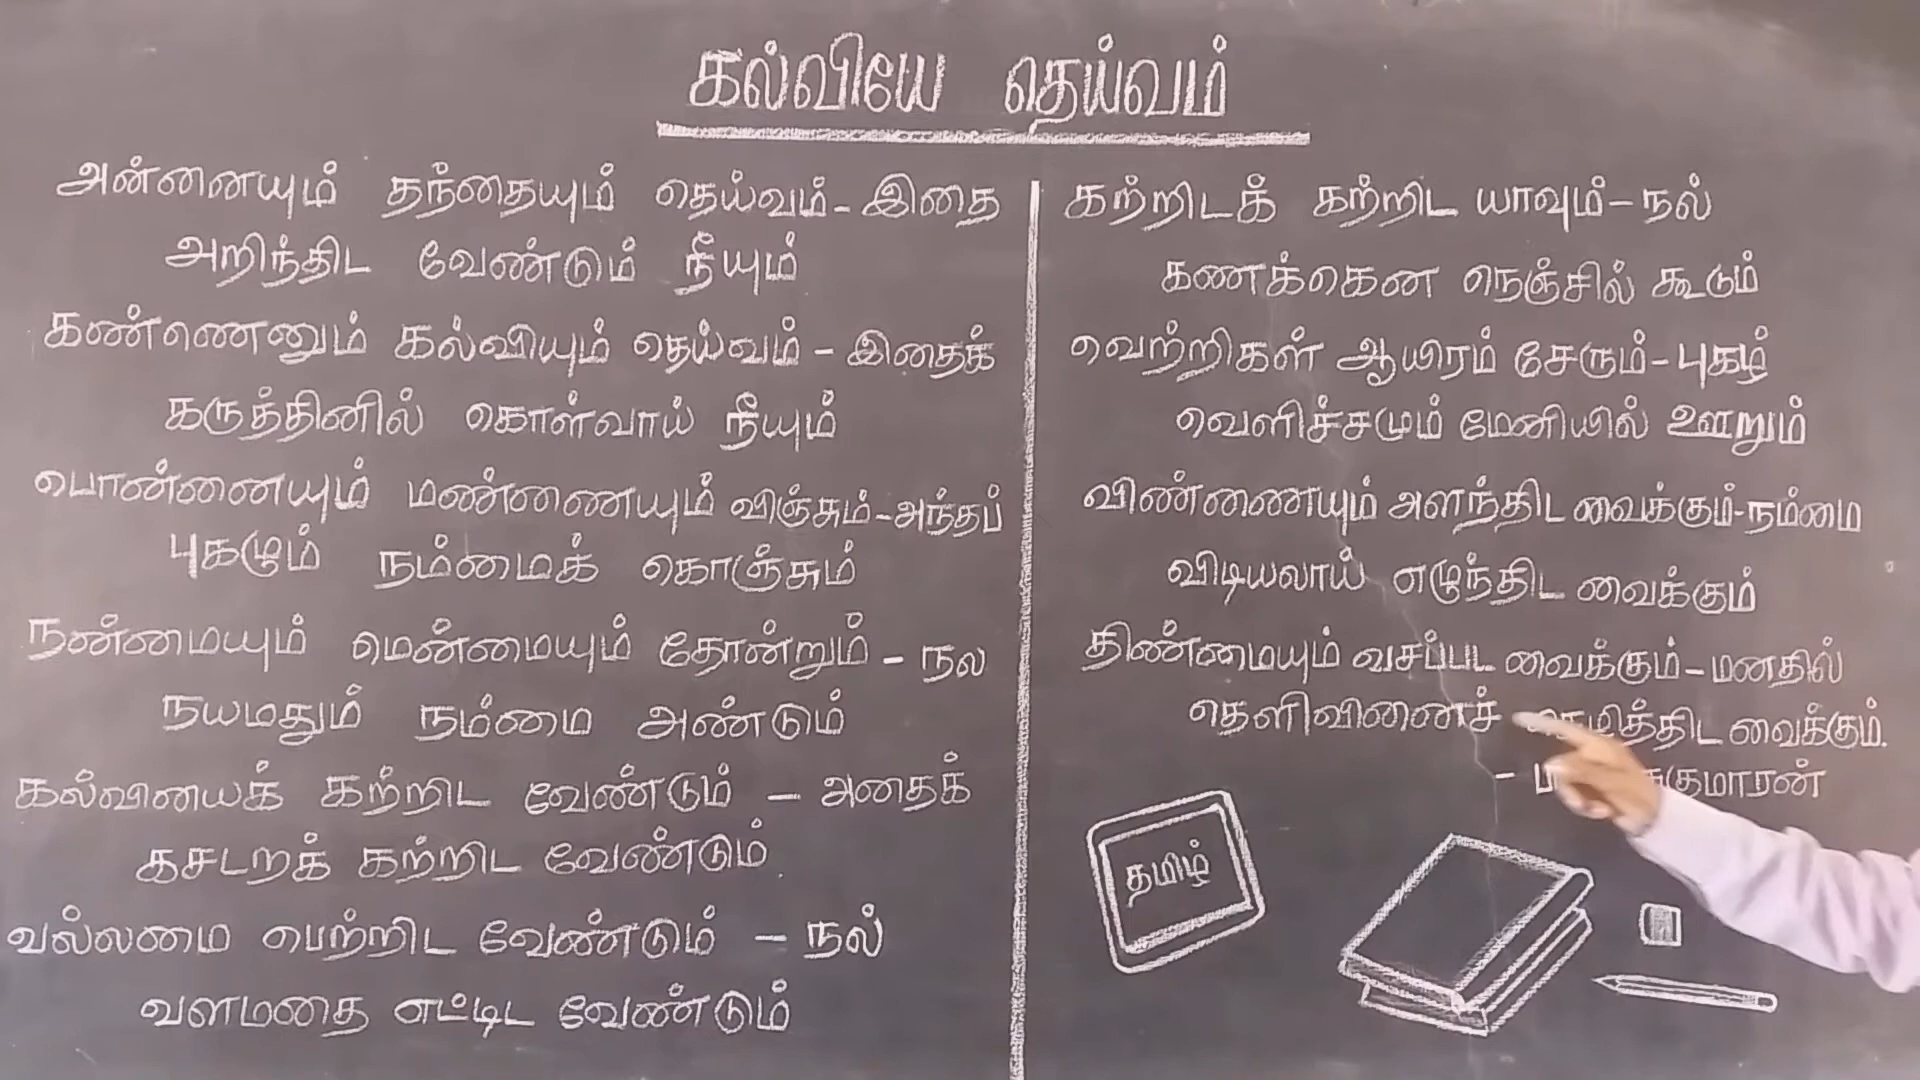 கல்வியே தெய்வம்
அன்னையும் தந்தையும் தெய்வம் - இதை
அறிந்திட வேண்டும் நீயும்
கண்ணெனும் கல்வியும் தெய்வம் - இதைக்
கருத்தினில் கொள்வாய் நீயும்
பொன்னையும் மண்ணையும் விஞ்சும் - அந்தப்
புகழும் நம்மைக் கொஞ்சும்
நன்மையும் மென்மையும் தோன்றும் - நல
நயமதும் நம்மை அண்டும்
கல்வியைக் கற்றிட வேண்டும் - அதைக்
கசடறக் கற்றிட வேண்டும்.
வல்லமை பெற்றிட வேண்டும் - நல்
வளமதை எட்டிட வேண்டும்
கற்றிடக் கற்றிட யாவும் - நல்
கணக்கென நெஞ்சில் கூடும்
வெற்றிகள் ஆயிரம் சேரும் - புகழ்
வெளிச்சமும் மேனியில் ஊறும்
விண்ணையும் அளந்திட வைக்கும் - நம்மை
விடியலாய் எழுந்திட வைக்கும்
திண்மையும் வசப்பட வைக்கும் - மனதில்
தெளிவினைச் வைக்கும்.
தமிழ்